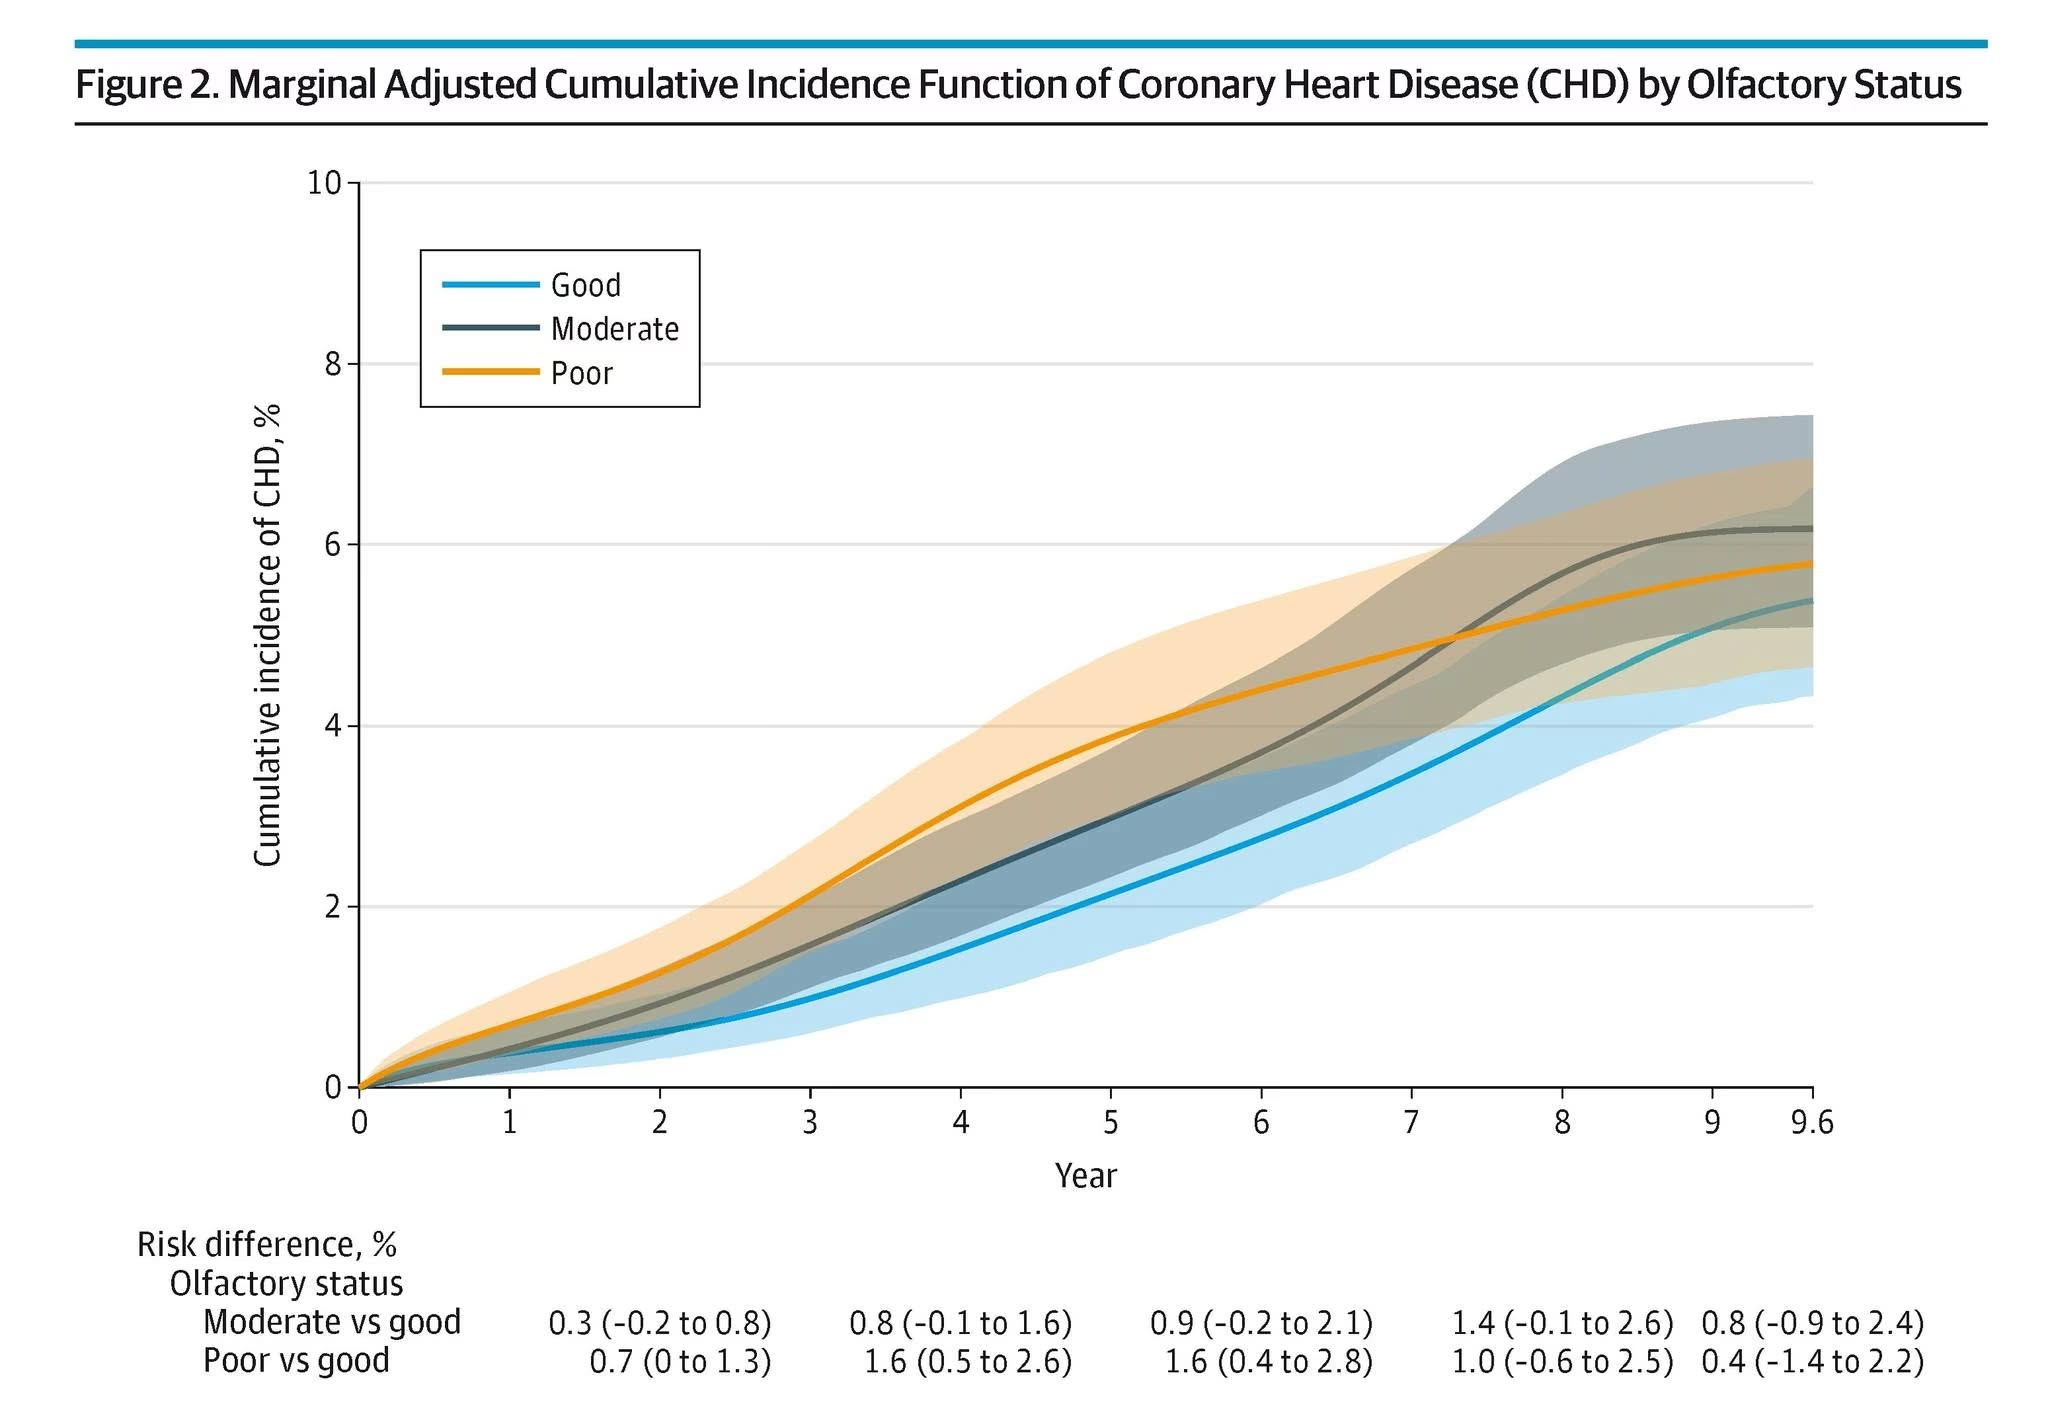 Figure 2. Marginal Adjusted Cumulative Incidence Function of Coronary Heart Disease (CHD) by Olfactory Status
10
8
6
4
2
0
Cumulative incidence of CHD, %
Good
Moderate
Poor
0 1 2 3 4 5 6 7 8 9 9.6
Year
Risk difference, %
Olfactory status
Moderate vs good 0.3 (-0.2 to 0.8) 0.8 (-0.1 to 1.6) 0.9 (-0.2 to 2.1) 1.4 (-0.1 to 2.6) 0.8 (-0.9 to 2.4)
Poor vs good 0.7 (0 to 1.3) 1.6 (0.5 to 2.6) 1.6 (0.4 to 2.8) 1.0 (-0.6 to 2.5) 0.4 (-1.4 to 2.2)